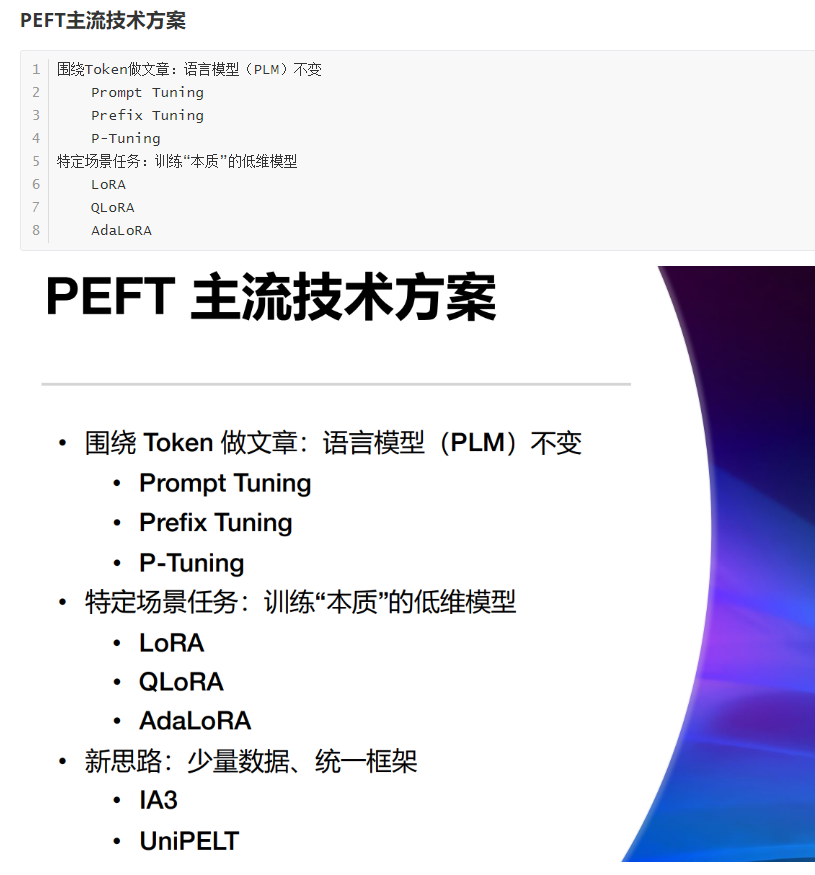 PEFT主流技术方案
1 围绕Token做文章：语言模型（PLM）不变
2 Prompt Tuning
3 Prefix Tuning
4 P-Tuning
5 特定场景任务：训练“本质”的低维模型
6 LoRA
7 QLoRA
8 AdaLoRA
PEFT 主流技术方案
• 围绕 Token 做文章：语言模型（PLM）不变
• Prompt Tuning
• Prefix Tuning
• P-Tuning
• 特定场景任务：训练“本质”的低维模型
• LoRA
• QLoRA
• AdaLoRA
• 新思路：少量数据、统一框架
• IA3
• UniPELT